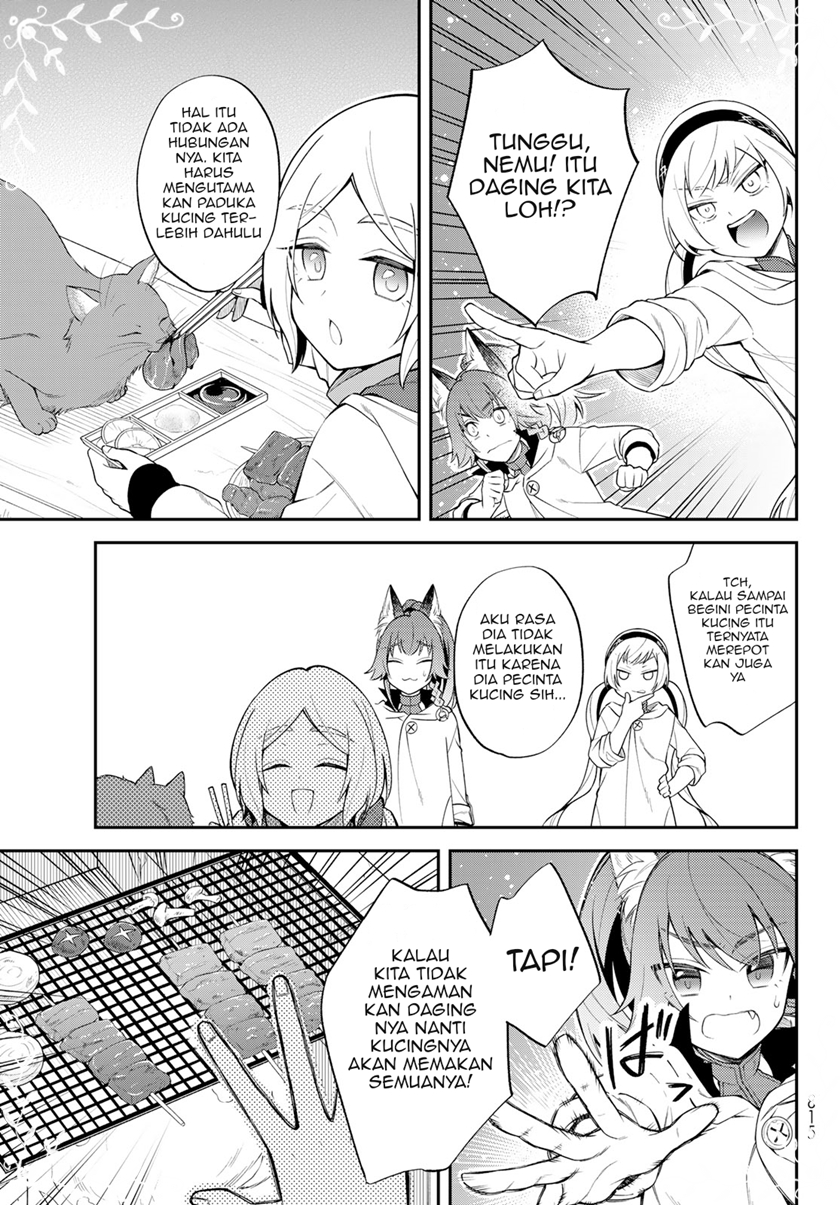 TUNGGU,
NEMU! ITU
DAGING KITA
LOH!?
HAL ITU
TIDAK ADA
HUBUNGAN
NYA. KITA
HARUS
MENGUTAMA
KAN PADUKA
KUCING TER-
LEBIH DAHULU
TCH,
KALAU SAMPAI
BEGINI PECINTA
KUCING ITU
TERNYATA
MEREPOT
KAN JUGA
YA
AKU RASA
DIA TIDAK
MELAKUKAN
ITU KARENA
DIA PECINTA
KUCING SIH...
TAPI!
ば
KALAU
KITA TIDAK
MENGAMAN
KAN DAGING
NYA NANTI
KUCINGNYA
AKAN MEMAKAN
SEMUANYA!
815